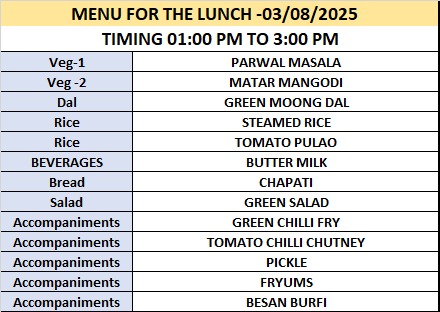 MENU FOR THE LUNCH -03/08/2025
TIMING 01:00 PM TO 3:00 PM
Veg-1 PARWAL MASALA
Veg -2 MATAR MANGODI
Dal GREEN MOONG DAL
Rice STEAMED RICE
Rice TOMATO PULAO
BEVERAGES BUTTER MILK
Bread CHAPATI
Salad GREEN SALAD
Accompaniments GREEN CHILLI FRY
Accompaniments TOMATO CHILLI CHUTNEY
Accompaniments PICKLE
Accompaniments FRYUMS
Accompaniments BESAN BURFI